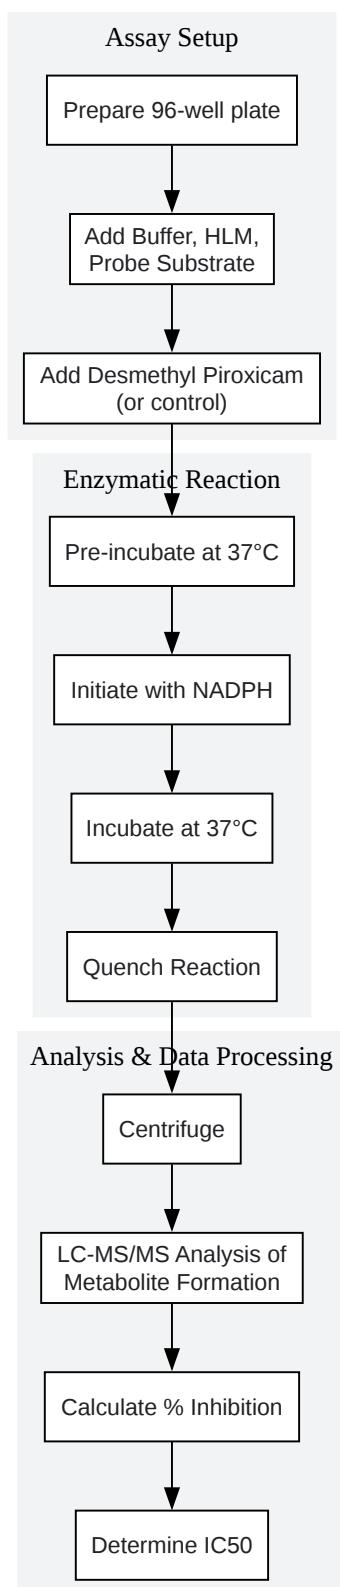 Assay Setup
Prepare 96-well plate
Add Buffer, HLM,
Probe Substrate
Add Desmethyl Piroxicam
(or control)
Enzymatic Reaction
Pre-incubate at 37°C
Initiate with NADPH
Incubate at 37°C
Quench Reaction
Analysis & Data Processing
Centrifuge
LC-MS/MS Analysis of
Metabolite Formation
Calculate % Inhibition
Determine IC50